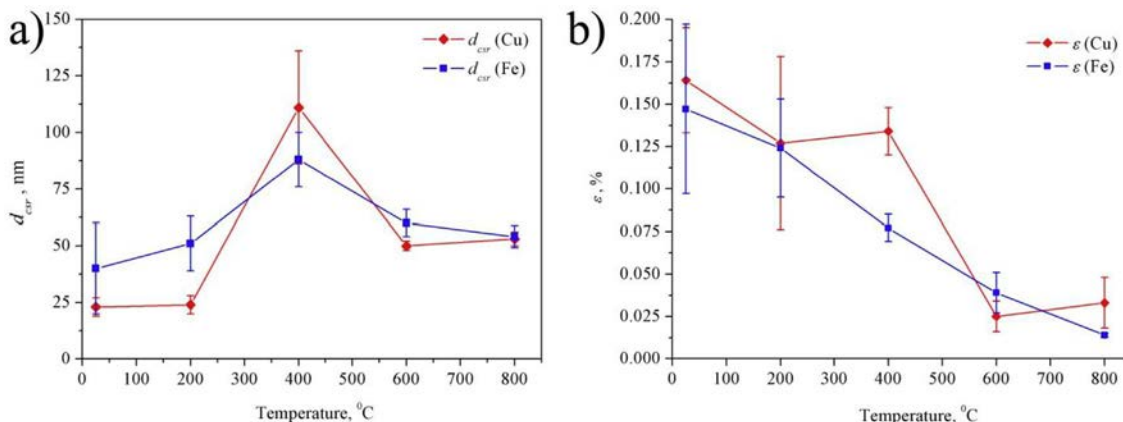 a)
150
125
100
75
50
25
0
d_csr , nm
d_csr (Cu)
d_csr (Fe)
0 100 200 300 400 500 600 700 800
Temperature, ⁰C
b)
0.200
0.175
0.150
0.125
0.100
0.075
0.050
0.025
0.000
ε, %
ε (Cu)
ε (Fe)
0 100 200 300 400 500 600 700 800
Temperature, ⁰C